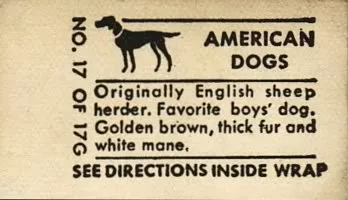 NO. 17 OF 17G
AMERICAN
DOGS
Originally English sheep
herder. Favorite boys' dog.
Golden brown, thick fur and
white mane.
SEE DIRECTIONS INSIDE WRAP